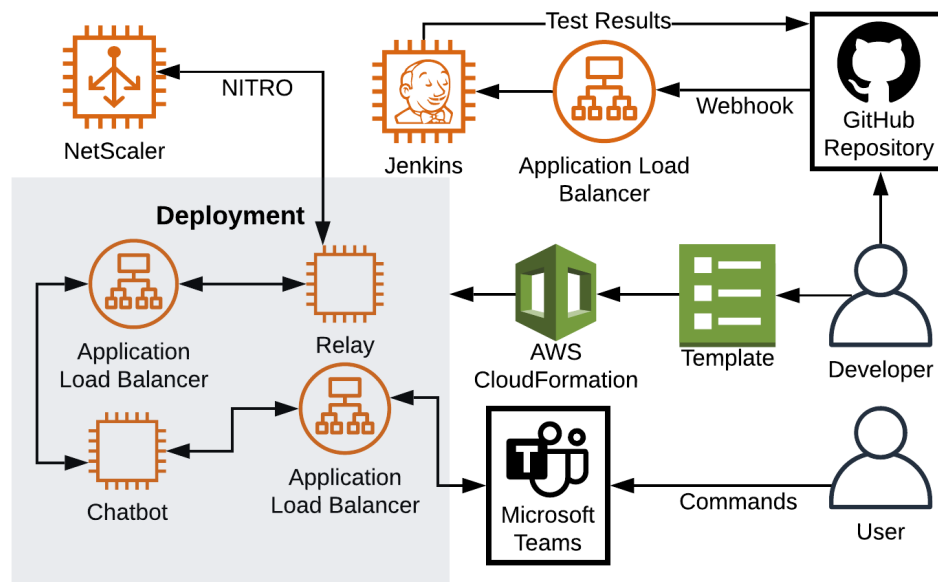 Test Results
NITRO
Webhook
NetScaler
Jenkins
Application Load
Balancer
GitHub
Repository
Deployment
Relay
Application
Load Balancer
AWS
CloudFormation
Template
Developer
Chatbot
Application
Load Balancer
T
Microsoft
Teams
Commands
User